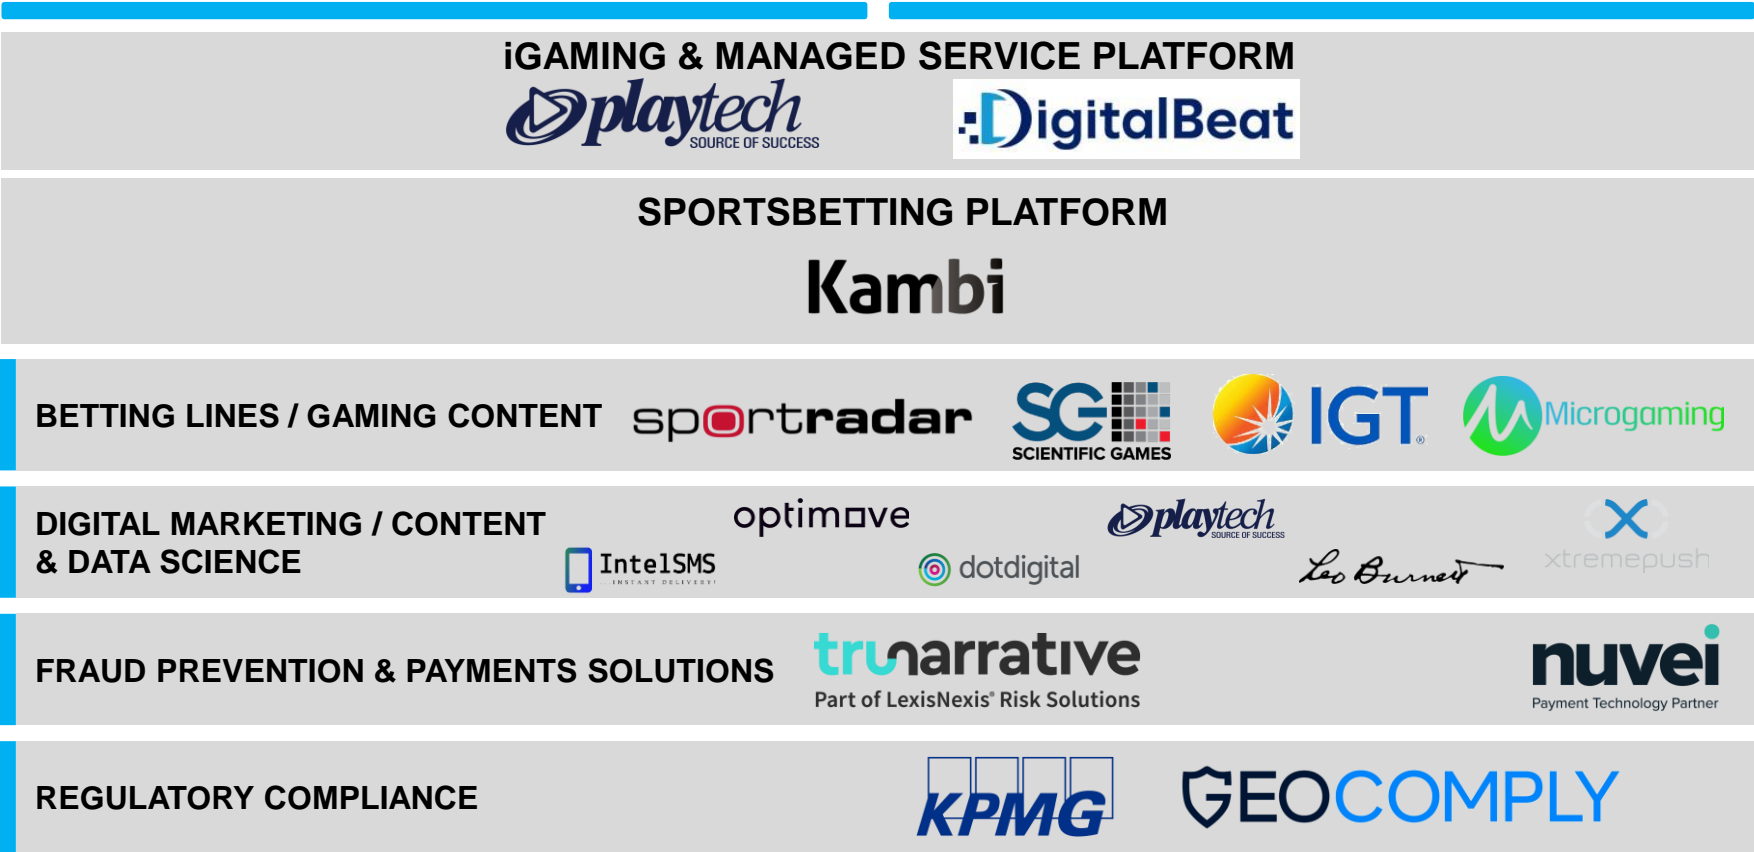 iGAMING & MANAGED SERVICE PLATFORM
playtech
SOURCE OF SUCCESS
DigitalBeat
SPORTSBETTING PLATFORM
Kambi
BETTING LINES / GAMING CONTENT
sportradar
SG
SCIENTIFIC GAMES
IGT®
Microgaming
DIGITAL MARKETING / CONTENT
& DATA SCIENCE
optimove
playtech
SOURCE OF SUCCESS
xtremepush
IntelSMS
INSTANT DELIVERY!
dotdigital
Leo Burnett
FRAUD PREVENTION & PAYMENTS SOLUTIONS
trunarrative
Part of LexisNexis® Risk Solutions
nuvei
Payment Technology Partner
REGULATORY COMPLIANCE
KPMG
GEOCOMPLY